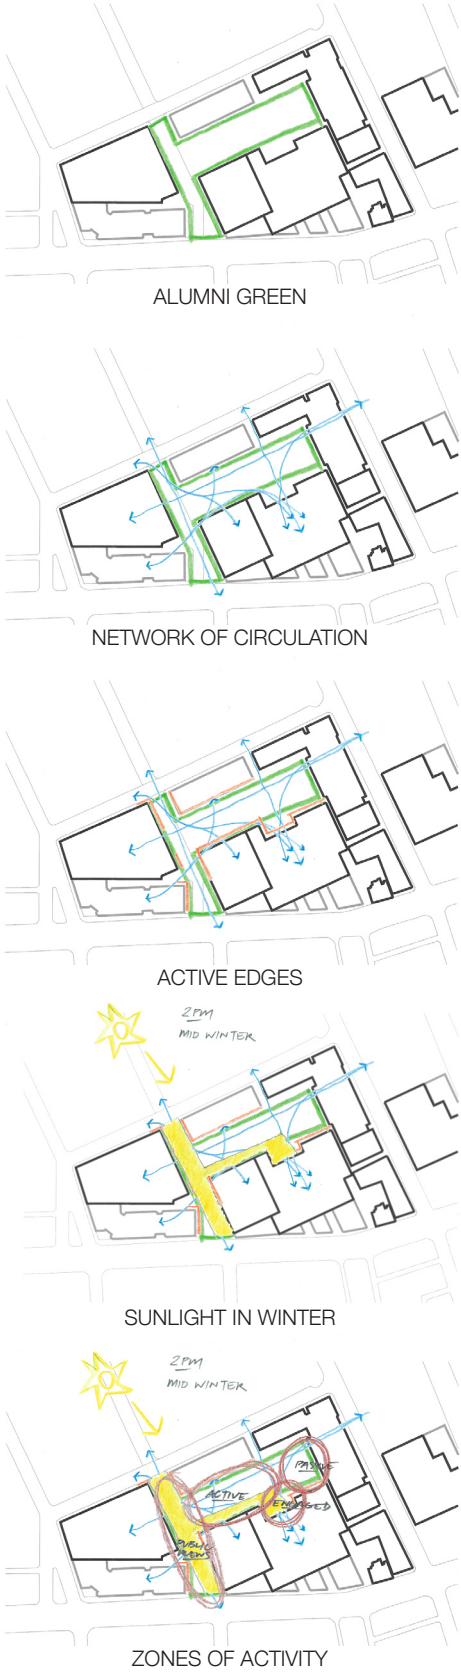 ALUMNI GREEN
NETWORK OF CIRCULATION
ACTIVE EDGES
2PM
MID WINTER
SUNLIGHT IN WINTER
2PM
MID WINTER
PASSIVE
ACTIVE
ENGAGED
PUBLIC
ZONES OF ACTIVITY